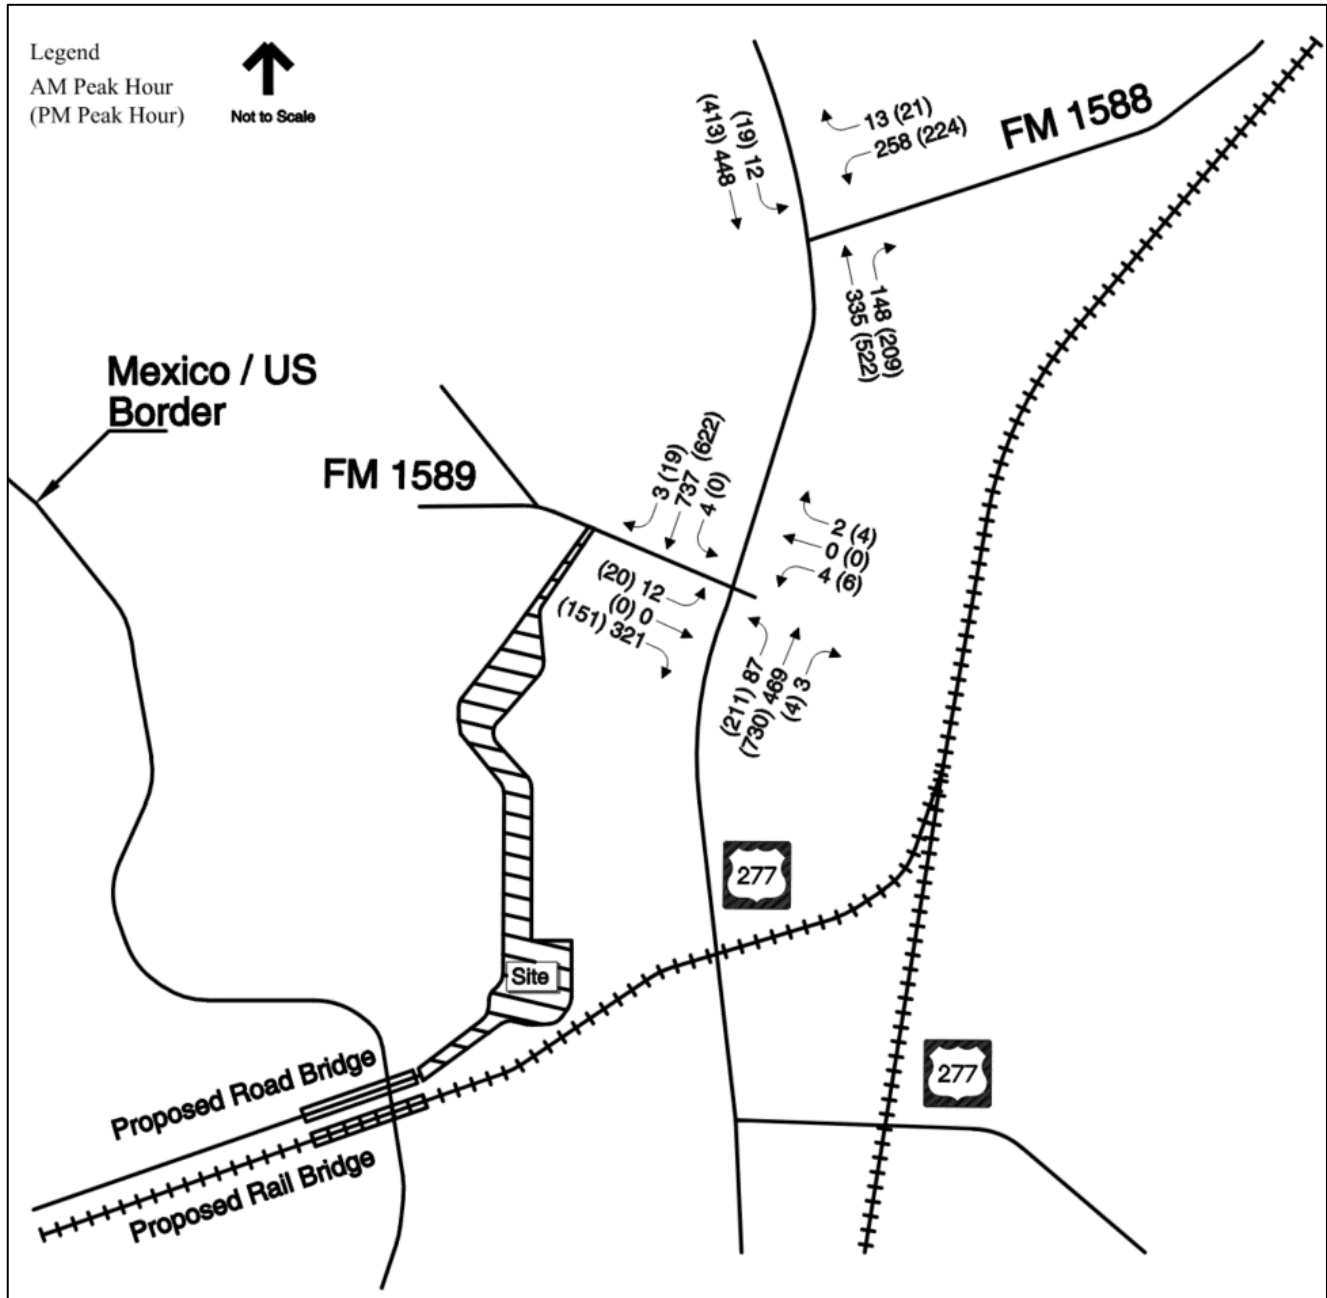 Legend
AM Peak Hour
(PM Peak Hour)
Not to Scale
(19) 12
(413) 448
13 (21)
258 (224)
FM 1588
148 (209)
335 (522)
Mexico / US
Border
FM 1589
3 (19)
737 (622)
4 (0)
2 (4)
0 (0)
4 (6)
(20) 12
(0) 0
(151) 321
(211) 87
(730) 469
(4) 3
277
Site
277
Proposed Road Bridge
Proposed Rail Bridge